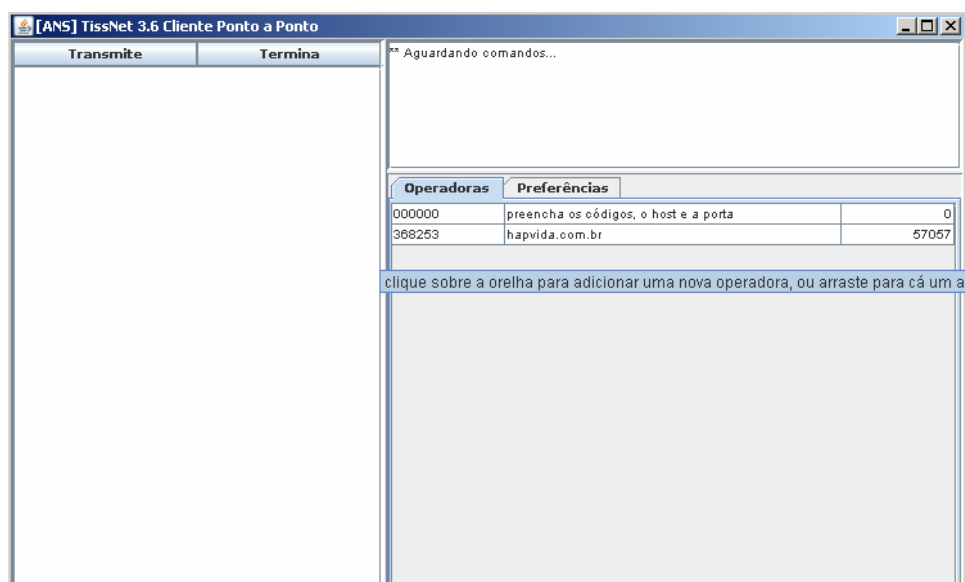 [ANS] TissNet 3.6 Cliente Ponto a Ponto
Transmite Termina
** Aguardando comandos...
Operadoras Preferências
000000 preencha os códigos, o host e a porta 0
368253 hapvida.com.br 57057
clique sobre a orelha para adicionar uma nova operadora, ou arraste para cá um a